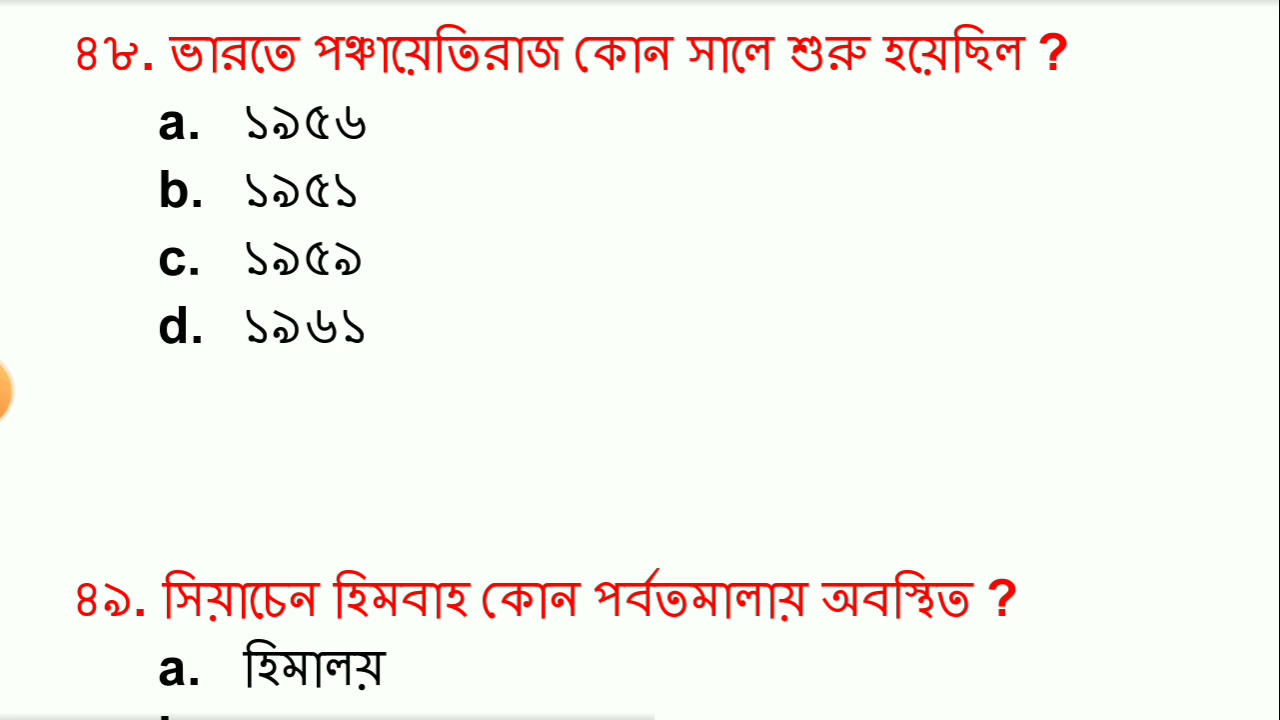 ৪৮. ভারতে পঞ্চায়েতিরাজ কোন সালে শুরু হয়েছিল ?
a. ১৯৫৬
b. ১৯৫১
c. ১৯৫৯
d. ১৯৬১
৪৯. সিয়াচেন হিমবাহ কোন পর্বতমালায় অবস্থিত ?
a. হিমালয়